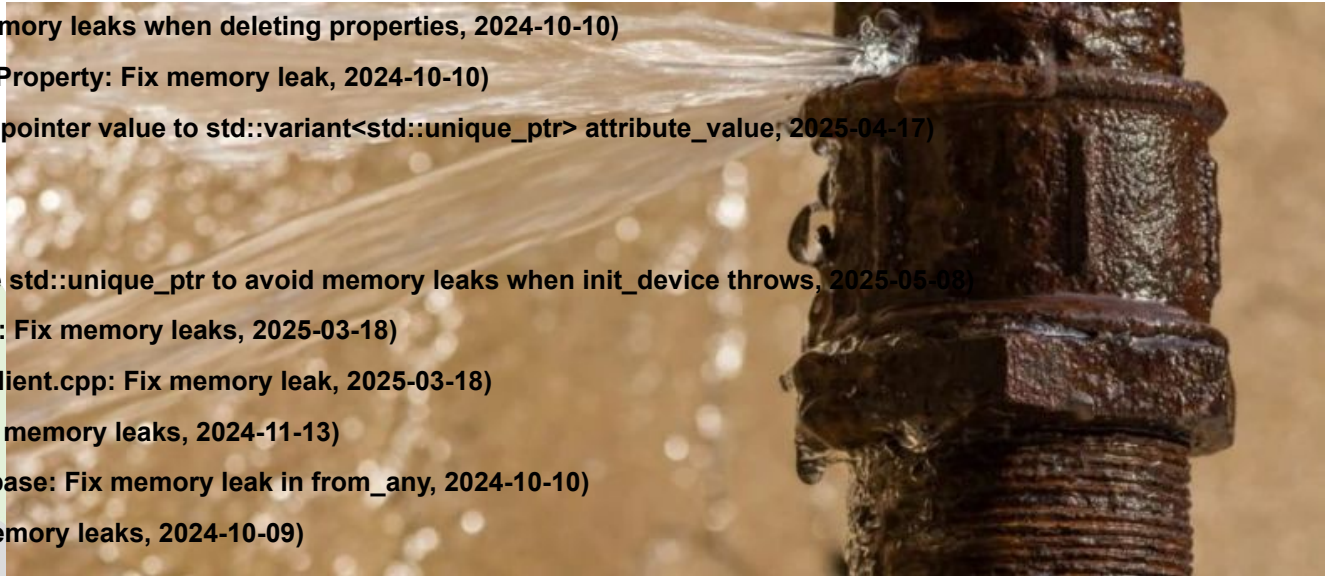 mory leaks when deleting properties, 2024-10-10)
Property: Fix memory leak, 2024-10-10)
pointer value to std::variant<std::unique_ptr> attribute_value, 2025-04-17)
std::unique_ptr to avoid memory leaks when init_device throws, 2025-05-08)
: Fix memory leaks, 2025-03-18)
lient.cpp: Fix memory leak, 2025-03-18)
memory leaks, 2024-11-13)
base: Fix memory leak in from_any, 2024-10-10)
emory leaks, 2024-10-09)